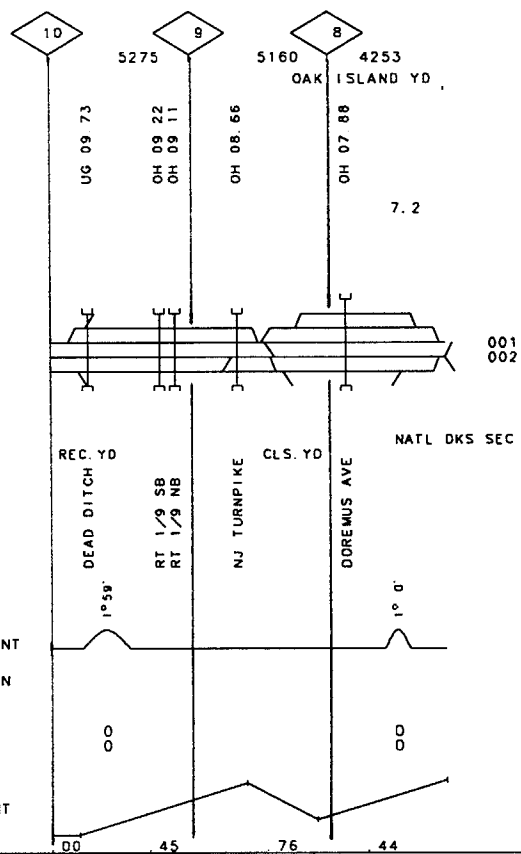 10
9
8
5275
5160
4253
OAK ISLAND YD
UG 09.73
OH 09 22
OH 09 11
OH 08.66
OH 07.88
7.2
001
002
NATL DKS SEC
REC. YD
CLS. YD
DEAD DITCH
RT 1/9 SB
RT 1/9 NB
NJ TURNPIKE
DOREMUS AVE
1°59'
1° 0'
NT
N
0
0
0
0
T
00
45
76
44